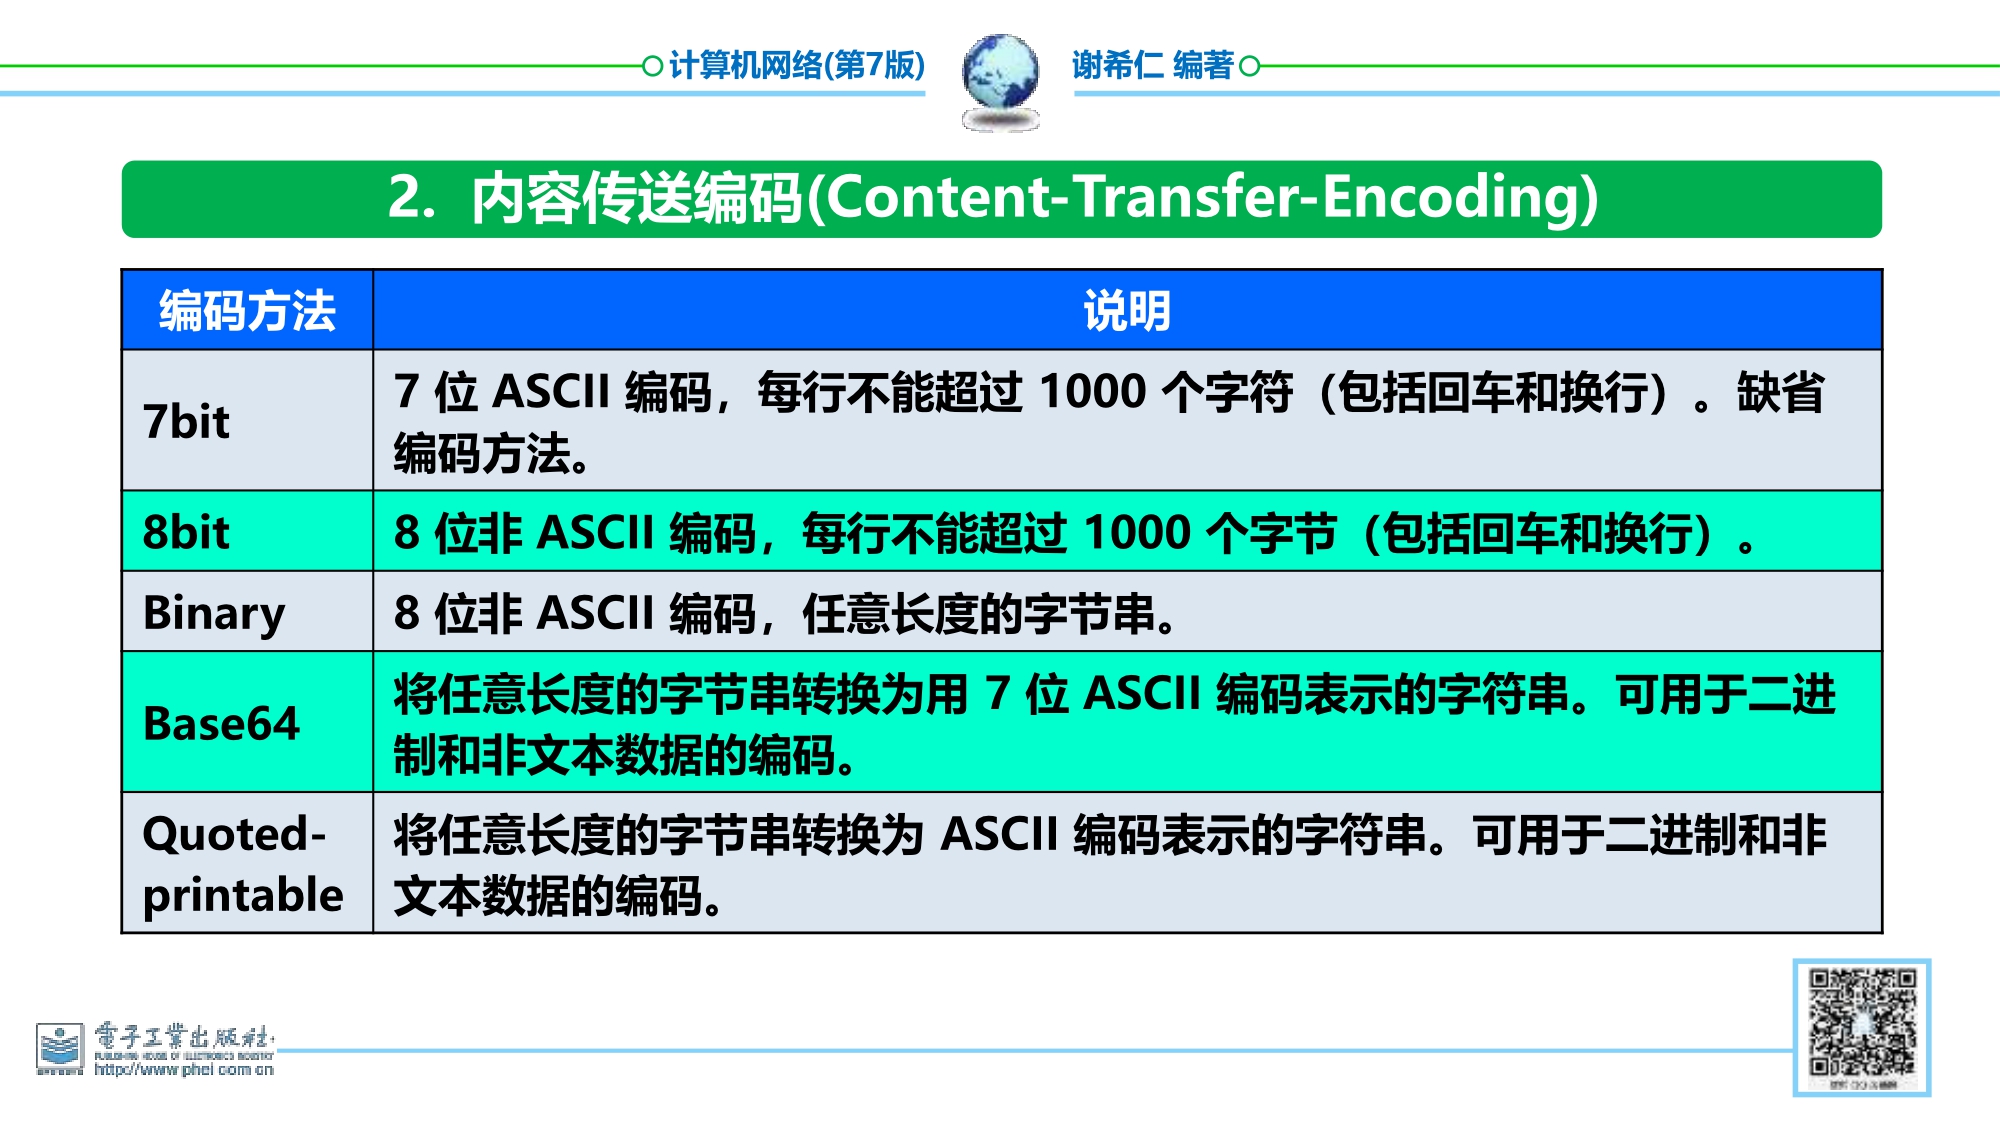 计算机网络(第7版)
谢希仁 编著
2. 内容传送编码(Content-Transfer-Encoding)
编码方法
说明
7bit
7 位 ASCII 编码，每行不能超过 1000 个字符（包括回车和换行）。缺省
编码方法。
8bit
8 位非 ASCII 编码，每行不能超过 1000 个字节（包括回车和换行）。
Binary
8 位非 ASCII 编码，任意长度的字节串。
Base64
将任意长度的字节串转换为用 7 位 ASCII 编码表示的字符串。可用于二进
制和非文本数据的编码。
Quoted-
printable
将任意长度的字节串转换为 ASCII 编码表示的字符串。可用于二进制和非
文本数据的编码。
電子工業出版社
PUBLISHING HOUSE OF ELECTRONICS INDUSTRY
http://www.phei.com.cn